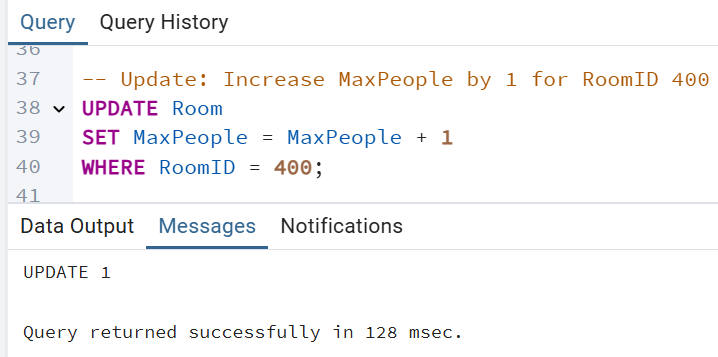 Query Query History
36
37 -- Update: Increase MaxPeople by 1 for RoomID 400
38 UPDATE Room
39 SET MaxPeople = MaxPeople + 1
40 WHERE RoomID = 400;
41
Data Output Messages Notifications
UPDATE 1
Query returned successfully in 128 msec.